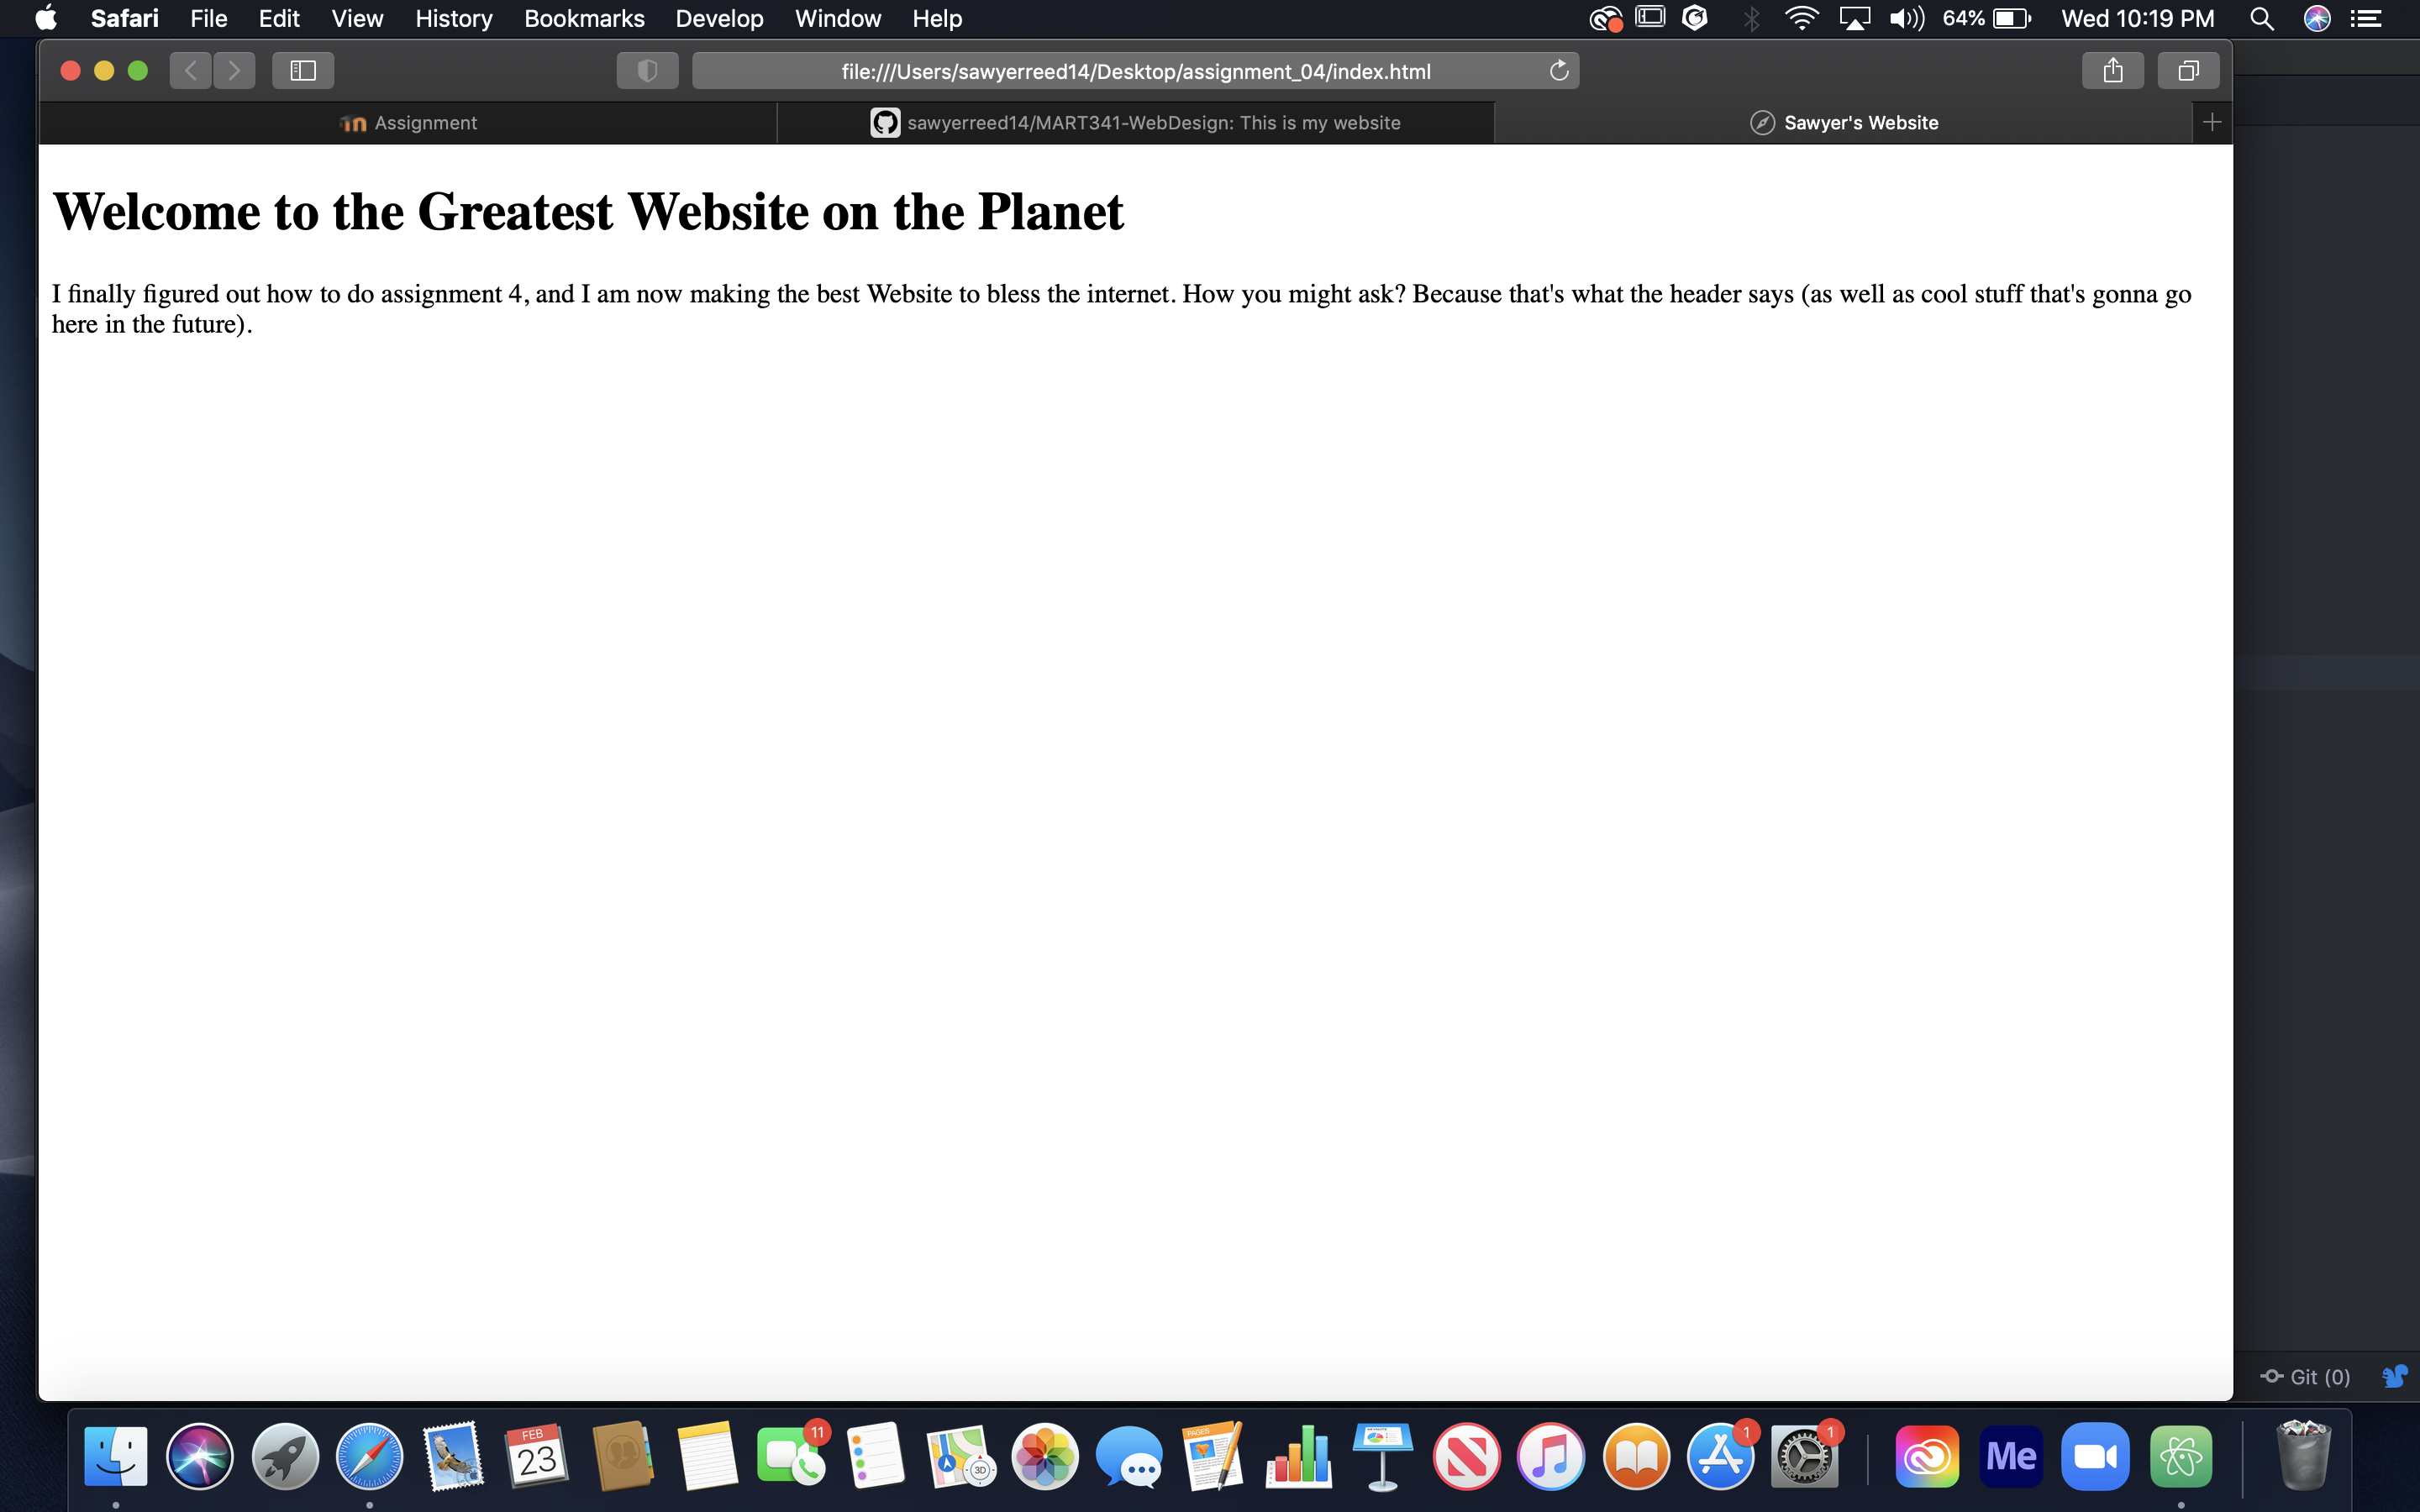 Safari File Edit View History Bookmarks Develop Window Help 64% Wed 10:19 PM
file:///Users/sawyerreed14/Desktop/assignment_04/index.html
Assignment sawyerreed14/MART341-WebDesign: This is my website Sawyer's Website
Welcome to the Greatest Website on the Planet
I finally figured out how to do assignment 4, and I am now making the best Website to bless the internet. How you might ask? Because that's what the header says (as well as cool stuff that's gonna go
here in the future).
Git (0)
FEB
23
11
3D
PAGES
1
1
Me